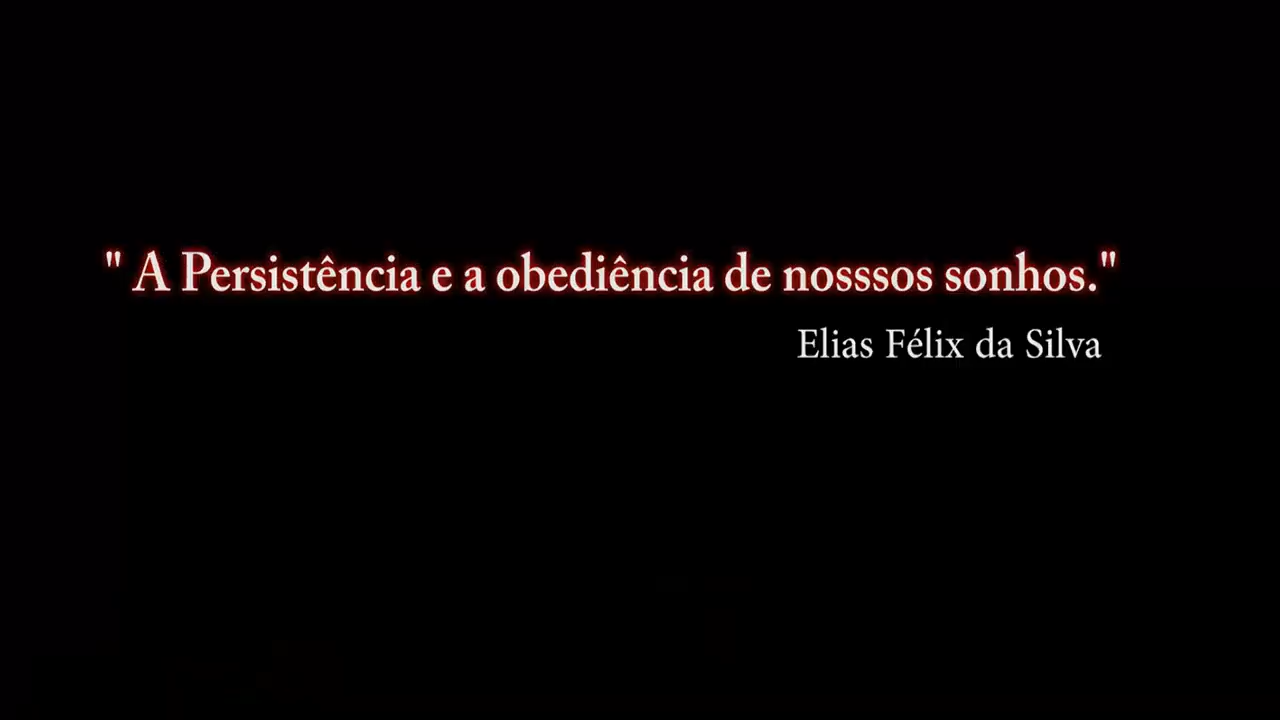 " A Persistência e a obediência de nosssos sonhos."
Elias Félix da Silva